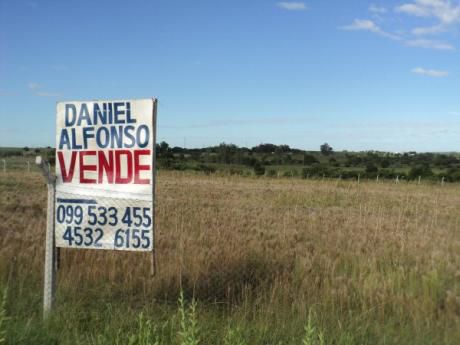 DANIEL
ALFONSO
VENDE
099 533 455
4532 6155